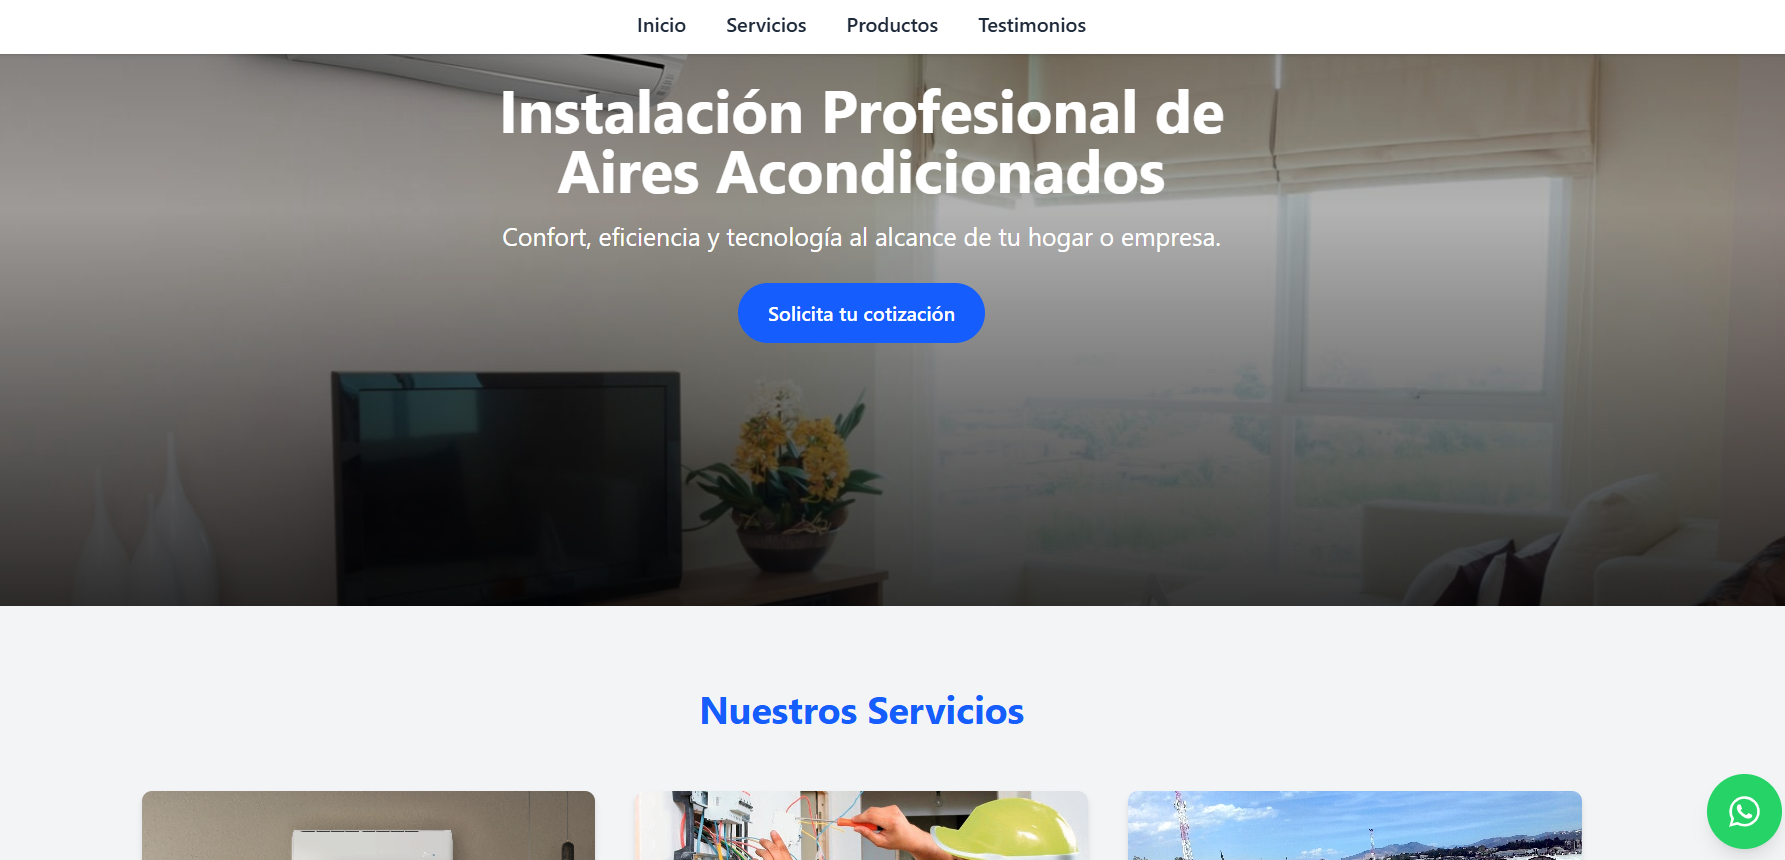 Inicio Servicios Productos Testimonios
Instalación Profesional de
Aires Acondicionados
Confort, eficiencia y tecnología al alcance de tu hogar o empresa.
Solicita tu cotización
Nuestros Servicios